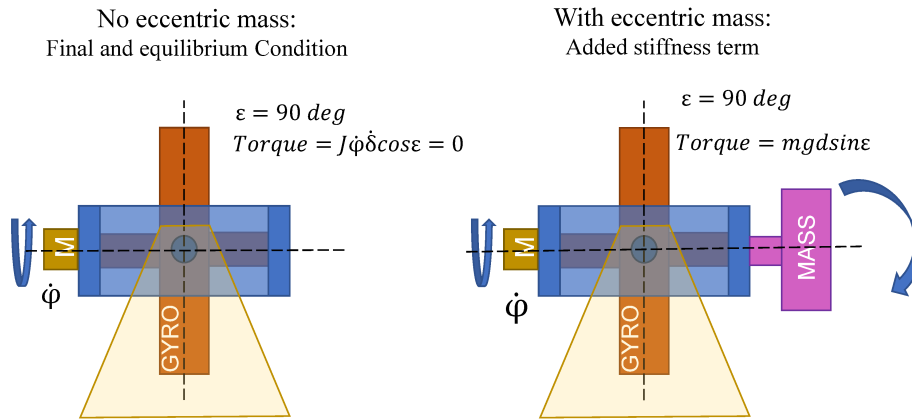 No eccentric mass:
Final and equilibrium Condition
ε = 90 deg
Torque = Jφ̇δ̇cosε = 0
M
φ̇
GYRO
With eccentric mass:
Added stiffness term
ε = 90 deg
Torque = mgdsinε
M
φ̇
GYRO
MASS